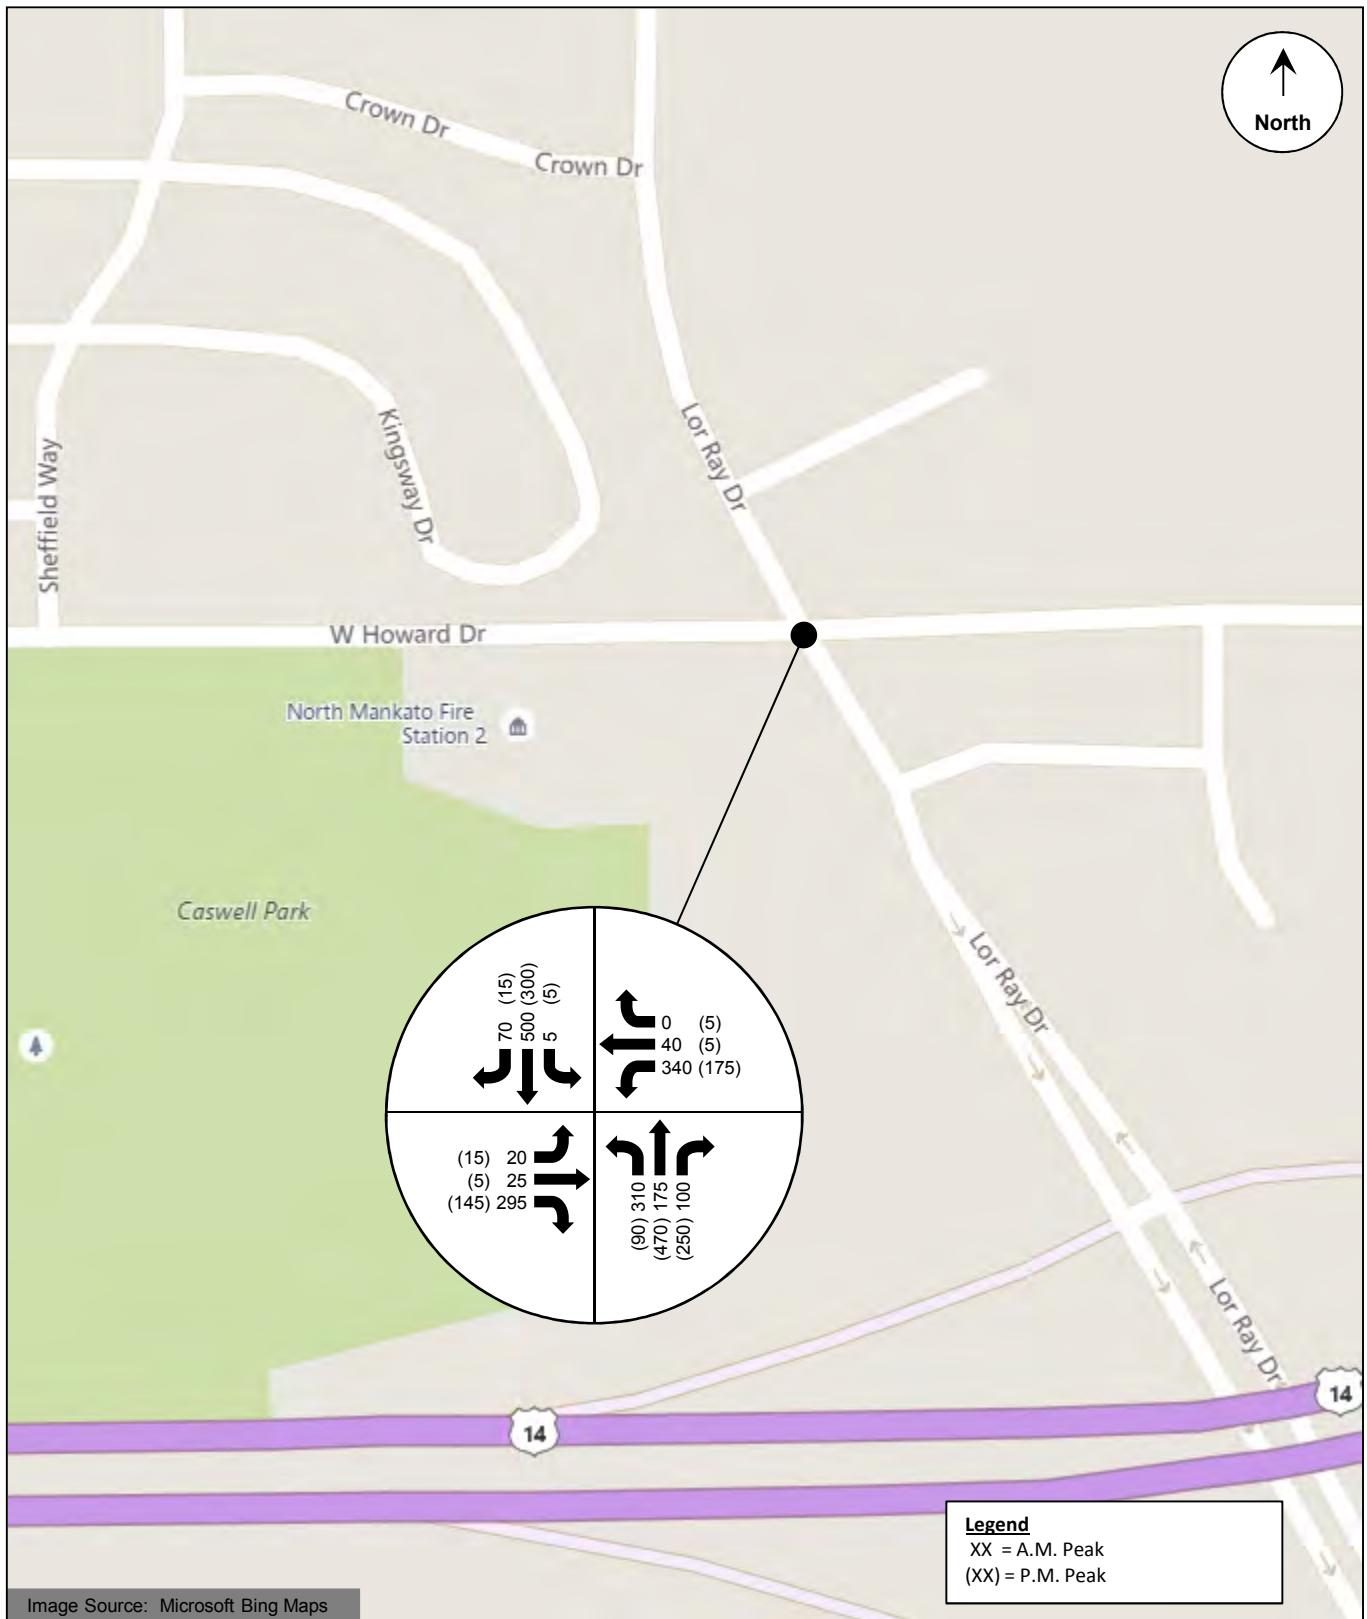 North
Crown Dr
Crown Dr
Lor Ray Dr
Kingsway Dr
Sheffield Way
W Howard Dr
North Mankato Fire
Station 2
Caswell Park
Lor Ray Dr
70 (15)
500 (300)
5 (5)
0 (5)
40 (5)
340 (175)
(15) 20
(5) 25
(145) 295
(90) 310
(470) 175
(250) 100
Lor Ray Dr
14
14
Legend
XX = A.M. Peak
(XX) = P.M. Peak
Image Source: Microsoft Bing Maps